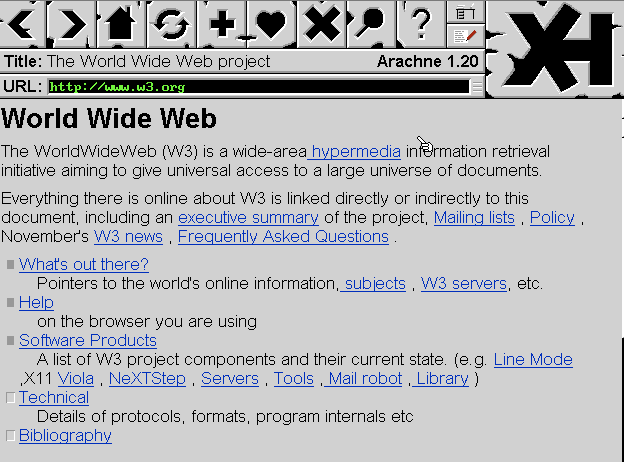 Title: The World Wide Web project Arachne 1.20
URL: http://www.w3.org
World Wide Web
The WorldWideWeb (W3) is a wide-area hypermedia information retrieval
initiative aiming to give universal access to a large universe of documents.
Everything there is online about W3 is linked directly or indirectly to this
document, including an executive summary of the project, Mailing lists , Policy ,
November's W3 news , Frequently Asked Questions .
What's out there?
Pointers to the world's online information, subjects , W3 servers, etc.
Help
on the browser you are using
Software Products
A list of W3 project components and their current state. (e.g. Line Mode
,X11 Viola , NeXTStep , Servers , Tools , Mail robot , Library )
Technical
Details of protocols, formats, program internals etc
Bibliography